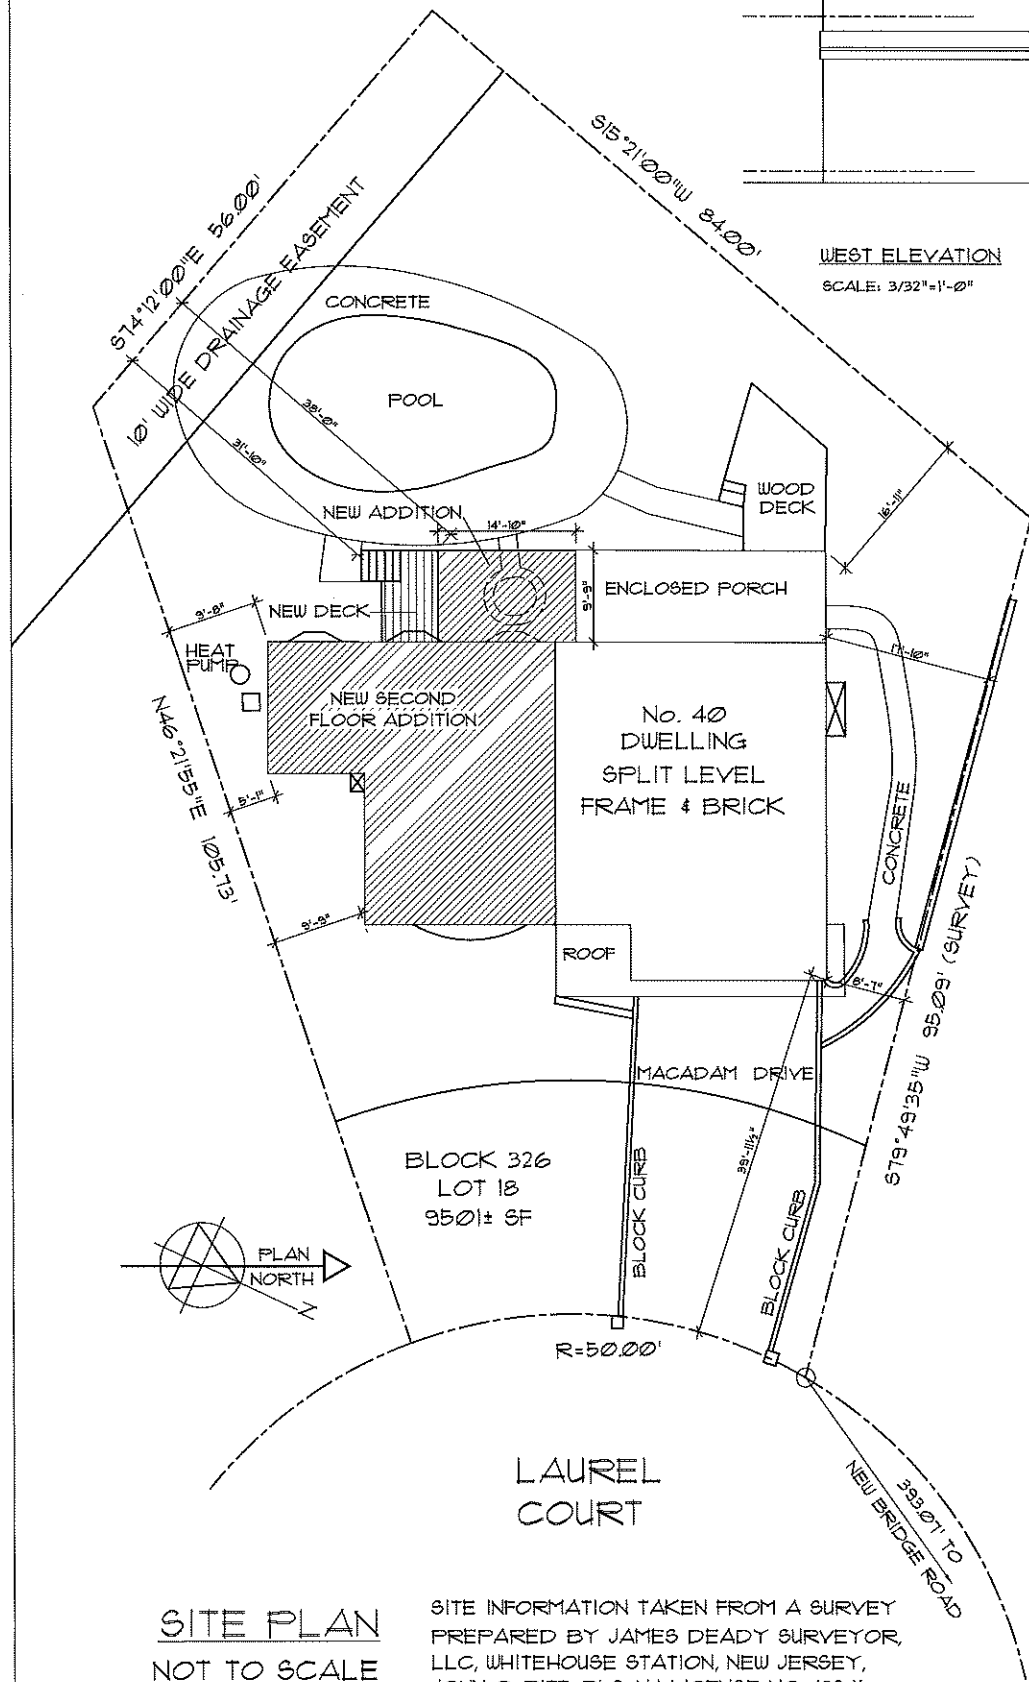 S15°21'00"W 84.00'
S74°12'00"E 56.00'
10' WIDE DRAINAGE EASEMENT
WEST ELEVATION
SCALE: 3/32"=1'-0"
CONCRETE
POOL
38'-0"
31'-10"
WOOD
DECK
16'-11"
NEW ADDITION
14'-10"
ENCLOSED PORCH
9'-9"
NEW DECK
9'-8"
HEAT
PUMP
17'-10"
NEW SECOND
FLOOR ADDITION
No. 40
DWELLING
SPLIT LEVEL
FRAME & BRICK
N46°21'55"E 105.73'
5'-1"
CONCRETE
9'-9"
ROOF
8'-7"
S79°49'35"W 95.09' (SURVEY)
MACADAM DRIVE
39'-11½"
BLOCK 326
LOT 18
9501± SF
BLOCK CURB
BLOCK CURB
PLAN
NORTH
N
R=50.00'
LAUREL
COURT
393.07' TO
NEW BRIDGE ROAD
SITE PLAN
NOT TO SCALE
SITE INFORMATION TAKEN FROM A SURVEY
PREPARED BY JAMES DEADY SURVEYOR,
LLC, WHITEHOUSE STATION, NEW JERSEY,